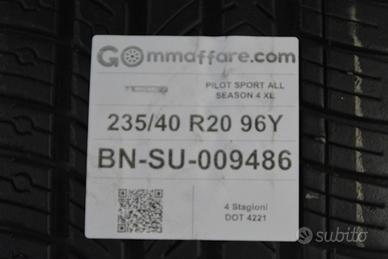 Gommaffare.com
MICHELIN
PILOT SPORT ALL
SEASON 4 XL
235/40 R20 96Y
BN-SU-009486
4 Stagioni
DOT 4221
subito